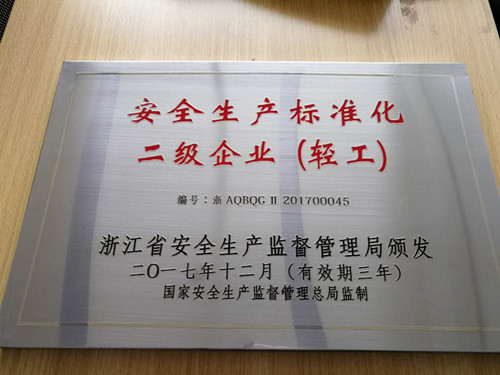 安全生产标准化
二级企业(轻工)
编号:浙 AQBQG II 201700045
浙江省安全生产监督管理局颁发
二〇一七年十二月(有效期三年)
国家安全生产监督管理总局监制